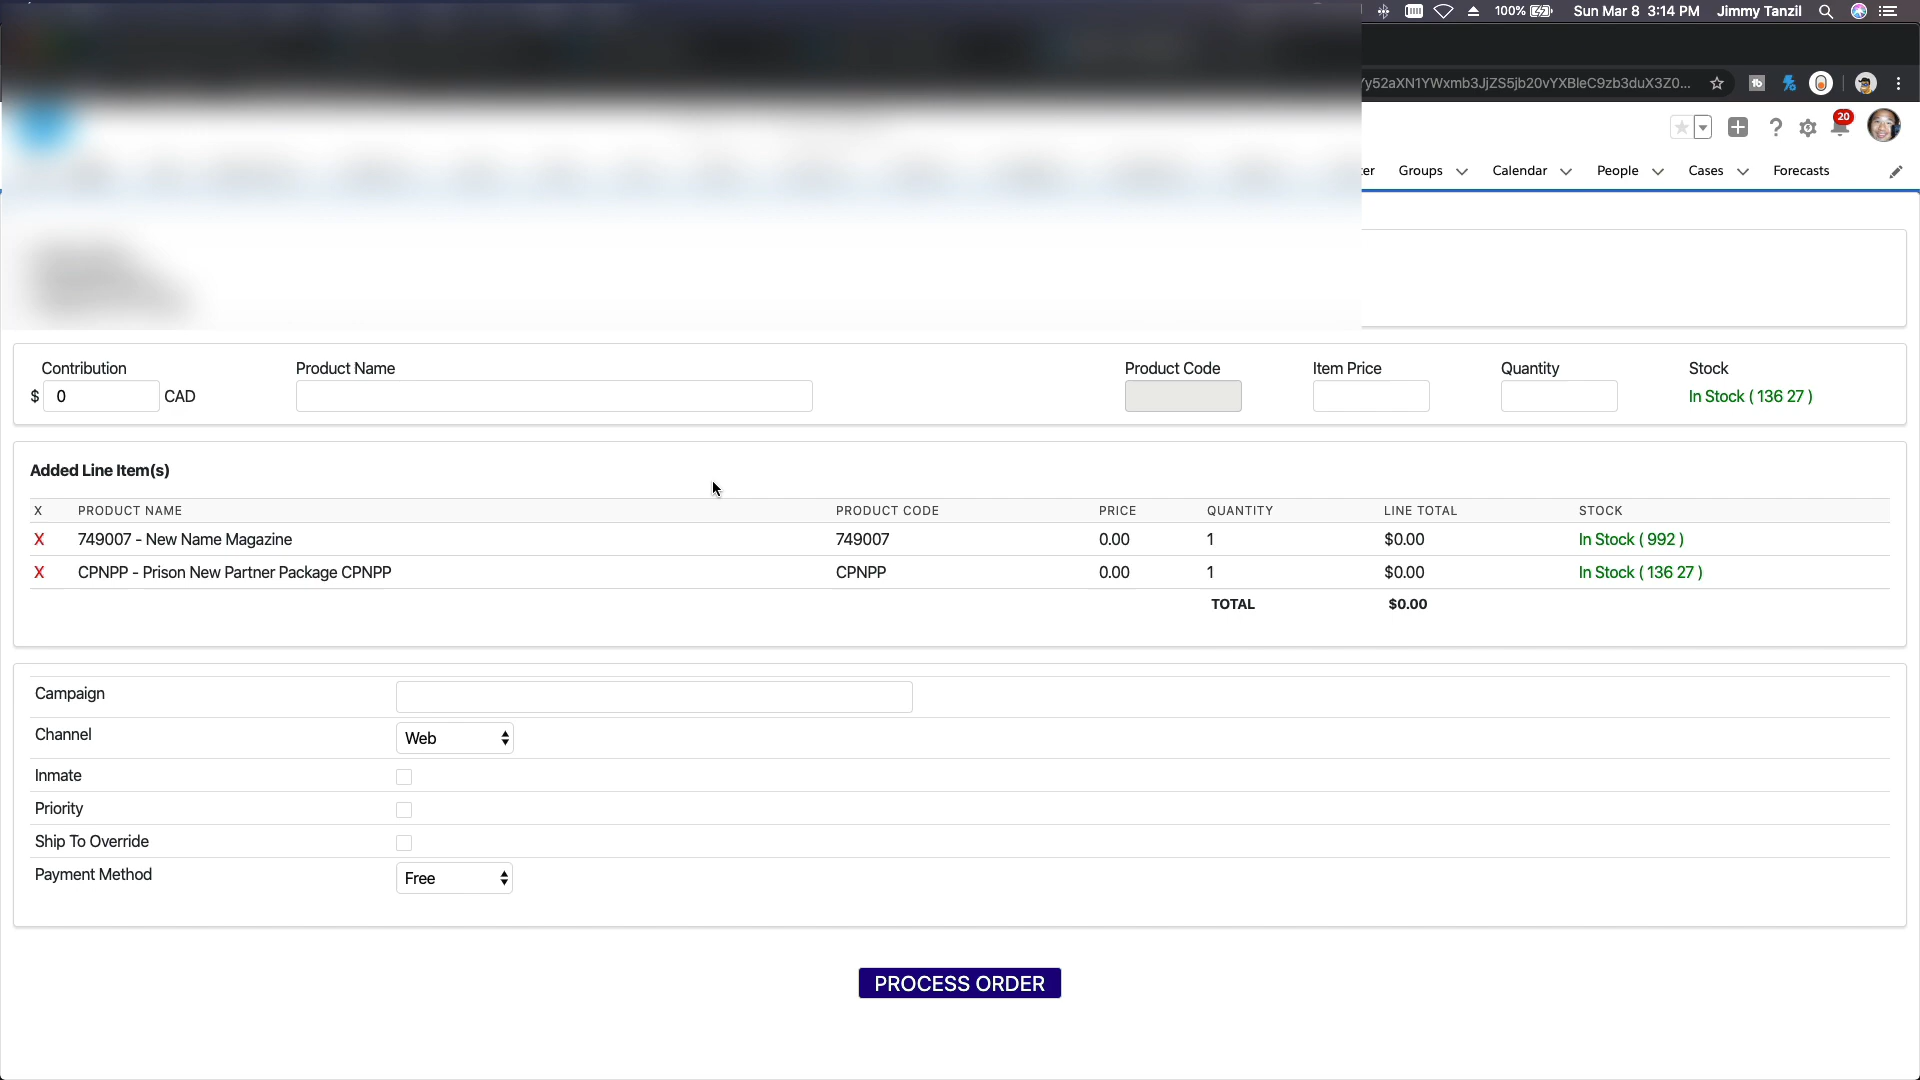 100% Sun Mar 8 3:14 PM Jimmy Tanzil
Yy52aXN1YWxmb3JjZS5jb20vYXBleC9zb3duX3Z0...
20
ter Groups Calendar People Cases Forecasts
Contribution Product Name Product Code Item Price Quantity Stock
$ 0 CAD In Stock ( 136 27 )
Added Line Item(s)
X PRODUCT NAME PRODUCT CODE PRICE QUANTITY LINE TOTAL STOCK
X 749007 - New Name Magazine 749007 0.00 1 $0.00 In Stock ( 992 )
X CPNPP - Prison New Partner Package CPNPP CPNPP 0.00 1 $0.00 In Stock ( 136 27 )
TOTAL $0.00
Campaign
Channel Web
Inmate
Priority
Ship To Override
Payment Method Free
PROCESS ORDER